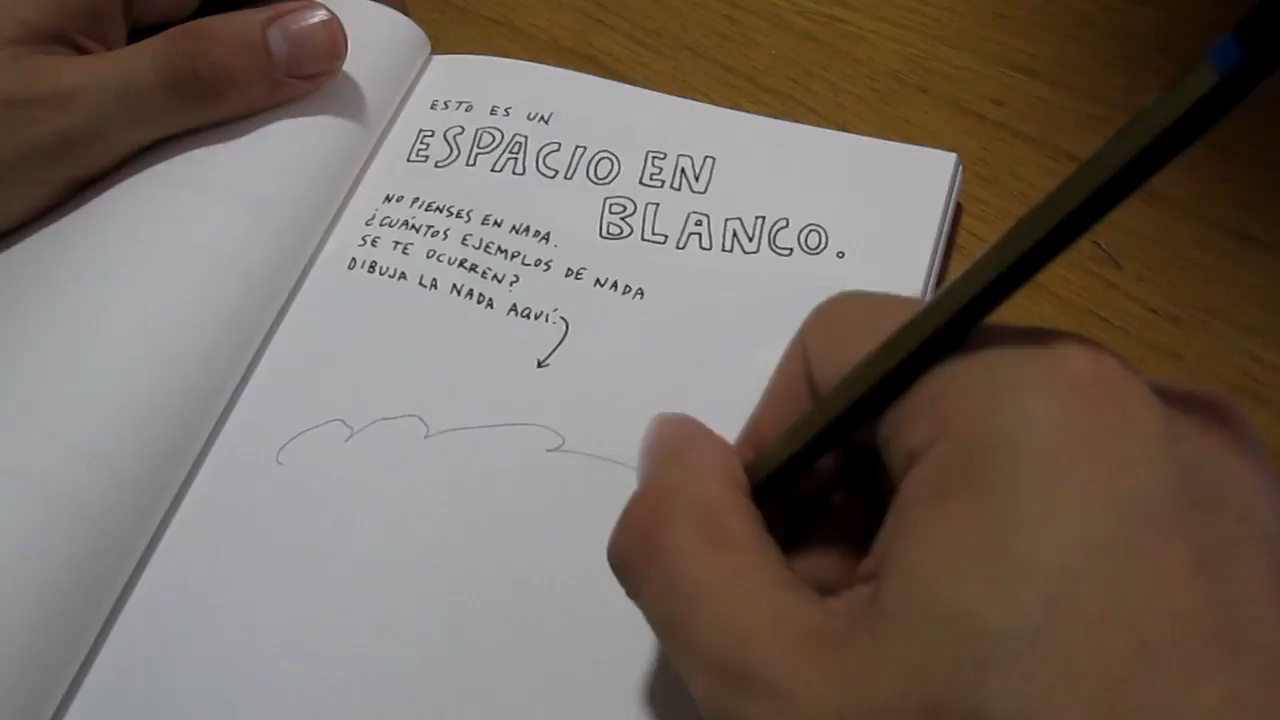 ESTO ES UN
ESPACIO EN
BLANCO.
NO PIENSES EN NADA.
¿CUÁNTOS EJEMPLOS DE NADA
SE TE OCURREN?
DIBUJA LA NADA AQUÍ: